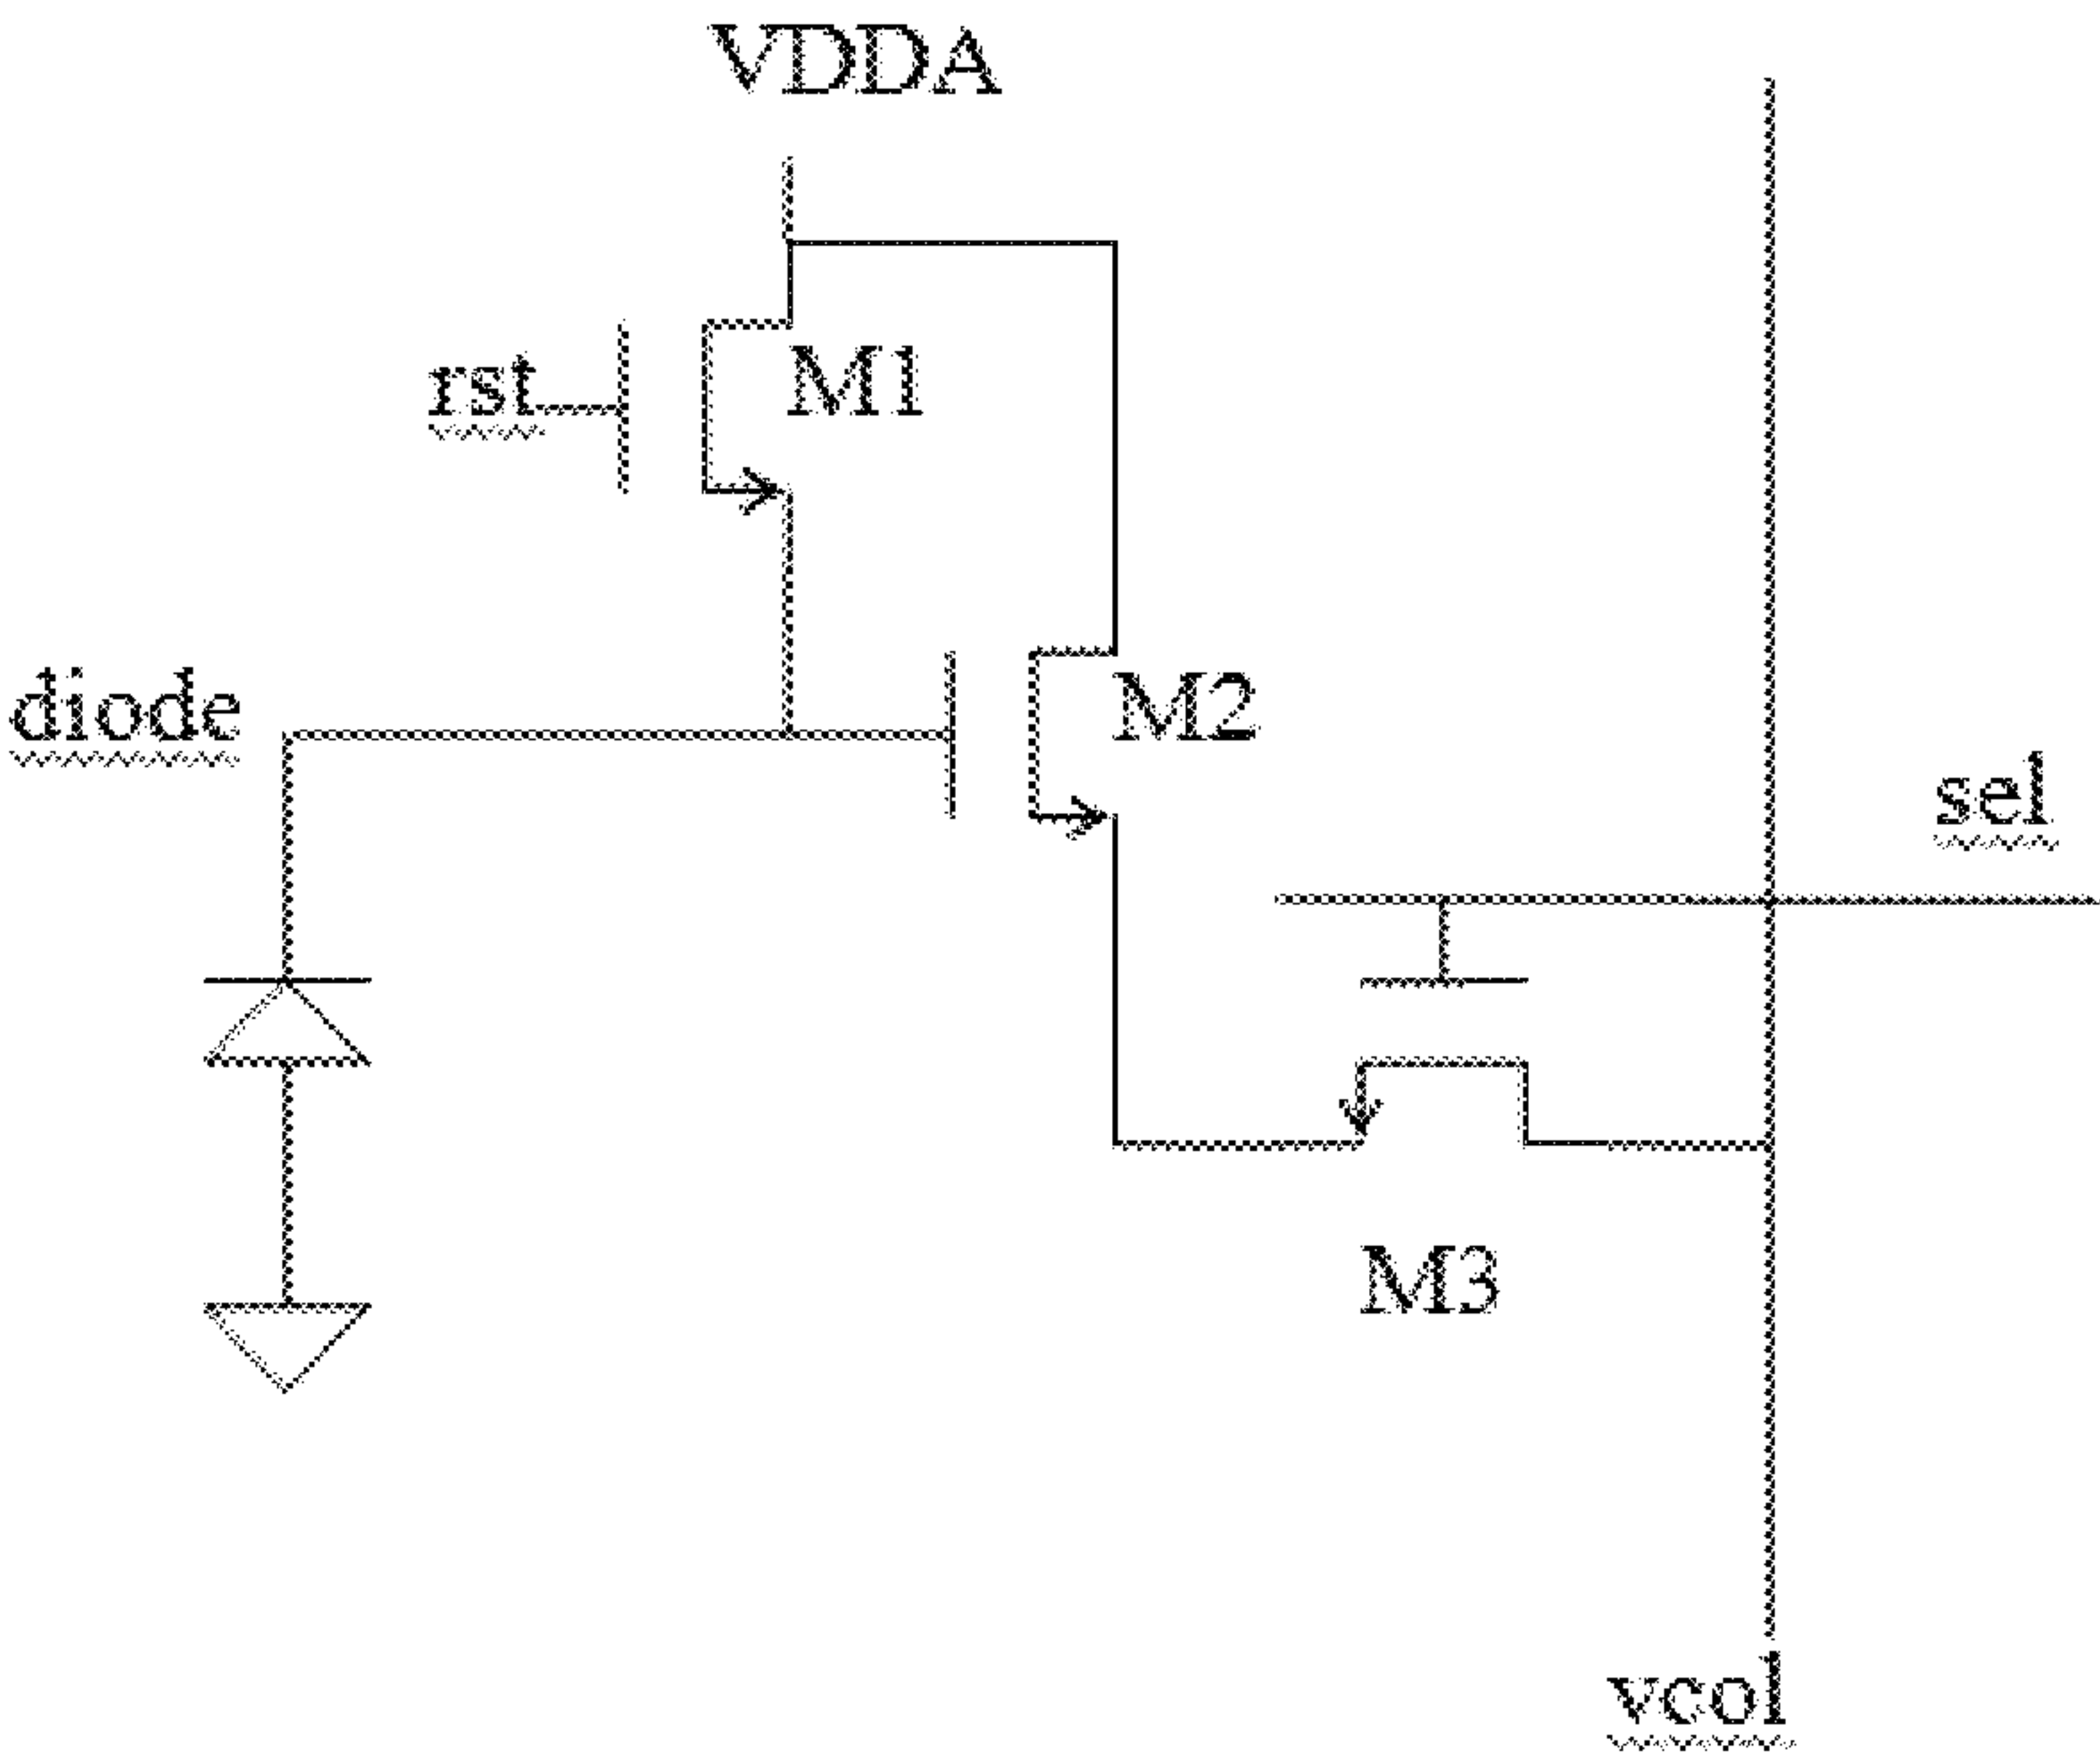 VDDA
rst
M1
diode
M2
sel
M3
vcol